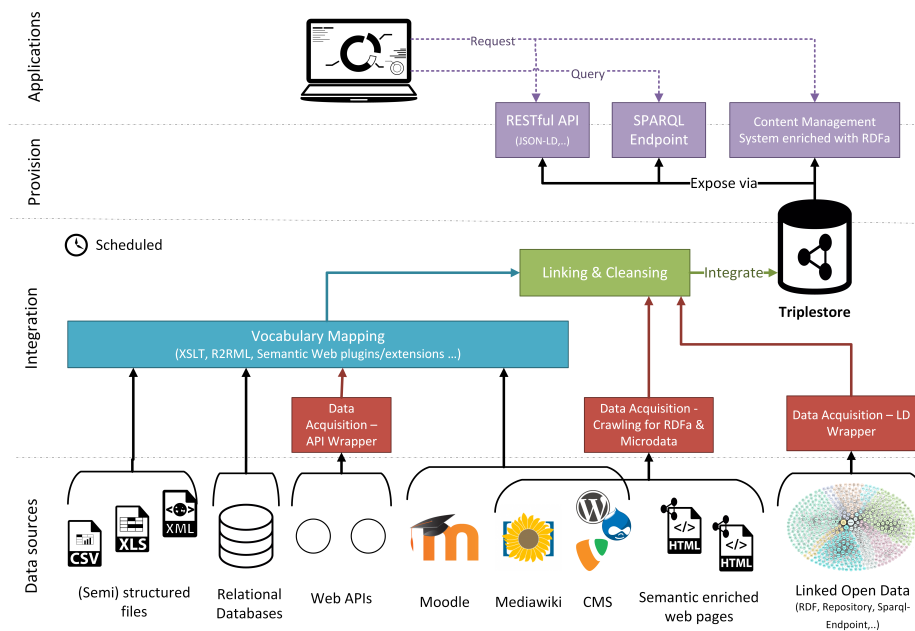 Applications
Request
Query
RESTful API
(JSON-LD,..)
SPARQL
Endpoint
Content Management
System enriched with RDFa
Provision
Expose via
Scheduled
Linking & Cleansing
Integrate
Triplestore
Integration
Vocabulary Mapping
(XSLT, R2RML, Semantic Web plugins/extensions ...)
Data
Acquisition –
API Wrapper
Data Acquisition -
Crawling for RDFa &
Microdata
Data Acquisition – LD
Wrapper
Data sources
CSV
XLS
XML
HTML
HTML
(Semi) structured
files
Relational
Databases
Web APIs
Moodle
Mediawiki
CMS
Semantic enriched
web pages
Linked Open Data
(RDF, Repository, Sparql-
Endpoint,..)